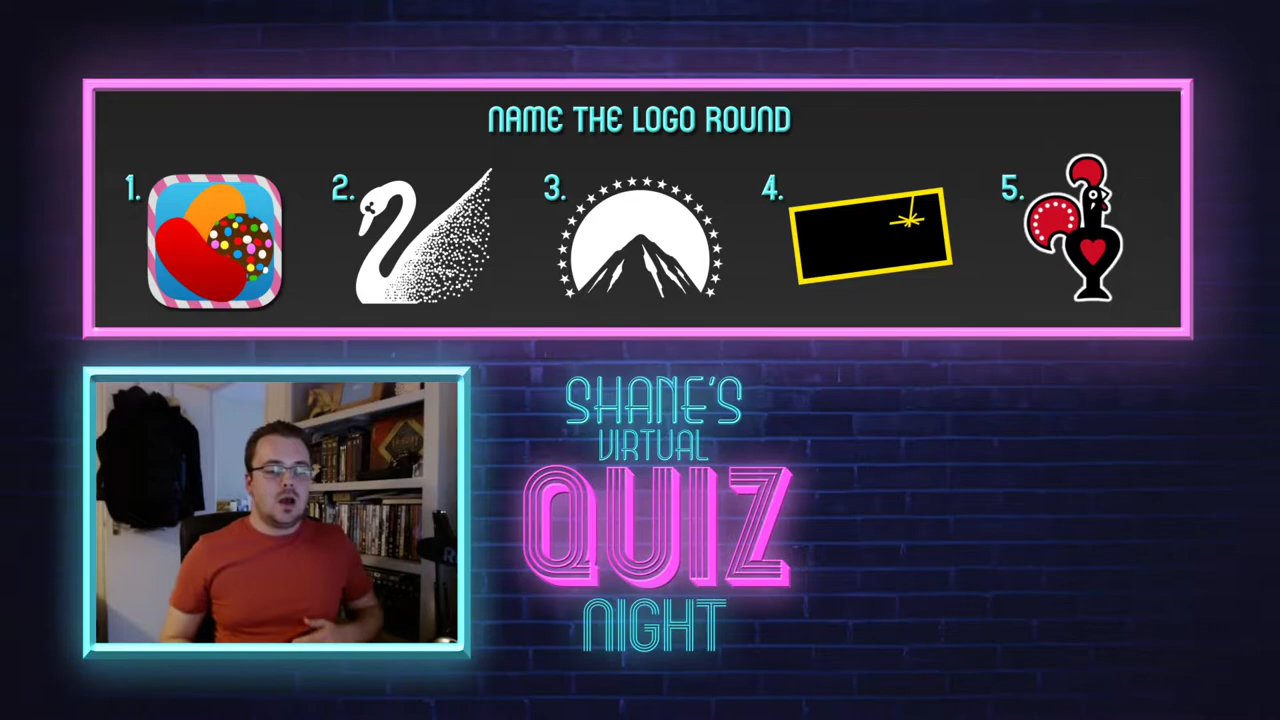 NAME THE LOGO ROUND
1.
2.
3.
4.
5.
SHANE'S
VIRTUAL
QUIZ
NIGHT